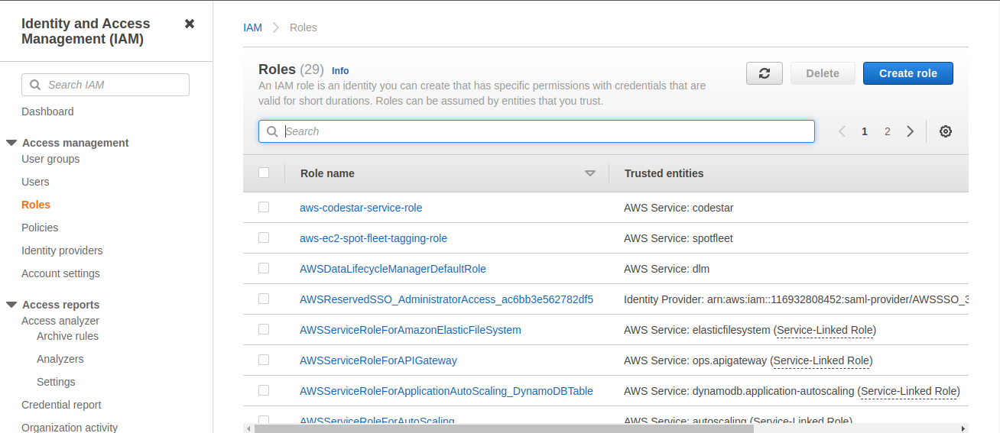 Identity and Access
Management (IAM)
Search IAM
Dashboard
Access management
User groups
Users
Roles
Policies
Identity providers
Account settings
Access reports
Access analyzer
Archive rules
Analyzers
Settings
Credential report
Organization activity
IAM Roles
Roles (29) Info
An IAM role is an identity you can create that has specific permissions with credentials that are
valid for short durations. Roles can be assumed by entities that you trust.
Delete
Create role
Search
1 2
Role name Trusted entities
aws-codestar-service-role AWS Service: codestar
aws-ec2-spot-fleet-tagging-role AWS Service: spotfleet
AWSDataLifecycleManagerDefaultRole AWS Service: dlm
AWSReservedSSO_AdministratorAccess_ac6bb3e562782df5 Identity Provider: arn:aws:iam::116932808452:saml-provider/AWSSSO_3
AWSServiceRoleForAmazonElasticFileSystem AWS Service: elasticfilesystem (Service-Linked Role)
AWSServiceRoleForAPIGateway AWS Service: ops.apigateway (Service-Linked Role)
AWSServiceRoleForApplicationAutoScaling_DynamoDBTable AWS Service: dynamodb.application-autoscaling (Service-Linked Role)
AWSServiceRoleForAutoScaling AWS Service: autoscaling (Service-Linked Role)